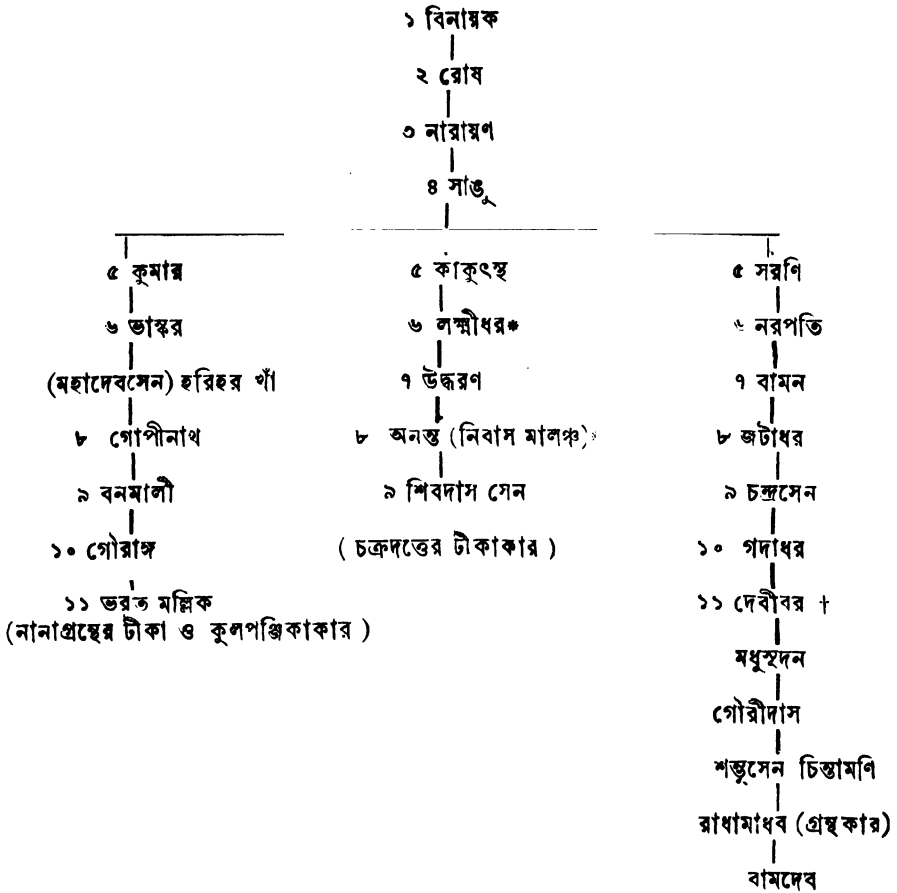 ১ বিনায়ক
২ রোষ
৩ নারায়ণ
৪ সাঙু
৫ কুমার ৫ কাকুৎস্থ ৫ সরণি
৬ ভাস্কর ৬ লক্ষ্মীধর* ৬ নরপতি
(মহাদেবসেন) হরিহর খাঁ ৭ উদ্ধরণ ৭ বামন
৮ গোপীনাথ ৮ অনন্ত (নিবাস মালঞ্চ) ৮ জটাধর
৯ বনমালী ৯ শিবদাস সেন ৯ চন্দ্রসেন
১০ গৌরাঙ্গ (চক্রদত্তের টীকাকার) ১০ গদাধর
১১ ভরত মল্লিক ১১ দেবীবর †
(নানাগ্রন্থের টীকা ও কুলপঞ্জিকাকার)
মধুসূদন
গৌরীদাস
শম্ভুসেন চিন্তামণি
রাধামাধব (গ্রন্থকার)
বামদেব